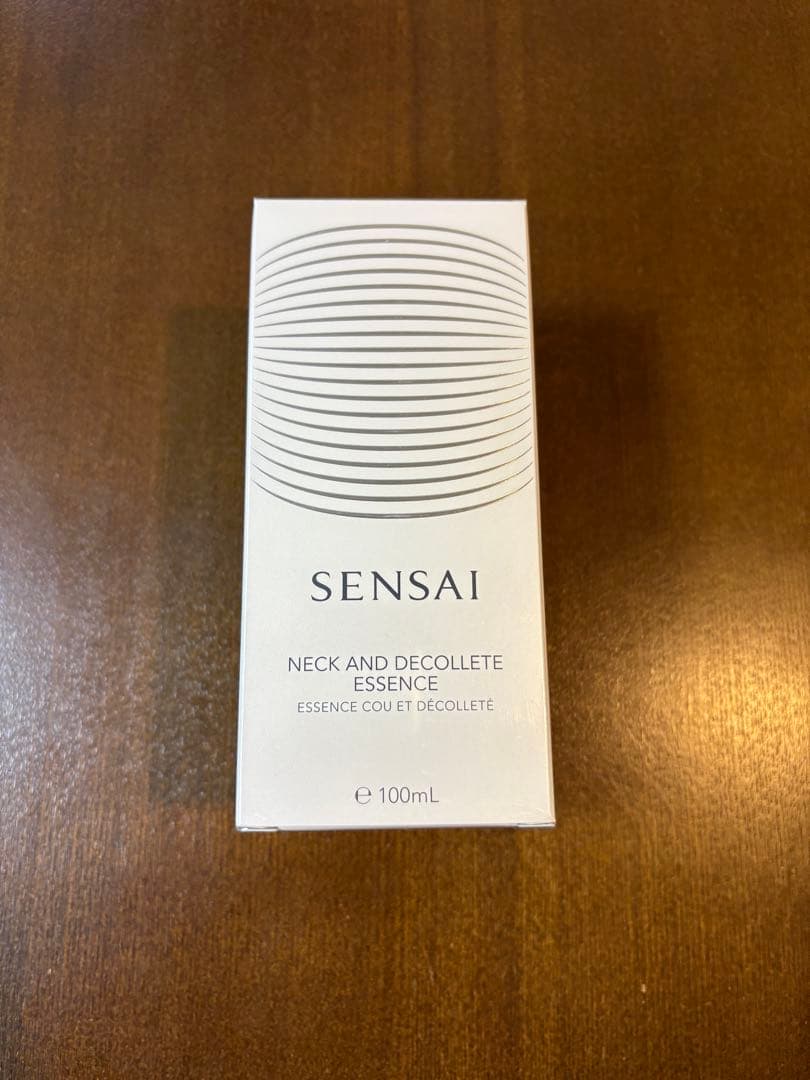 SENSAI
NECK AND DECOLLETE
ESSENCE
ESSENCE COU ET DÉCOLLETÉ
℮ 100mL